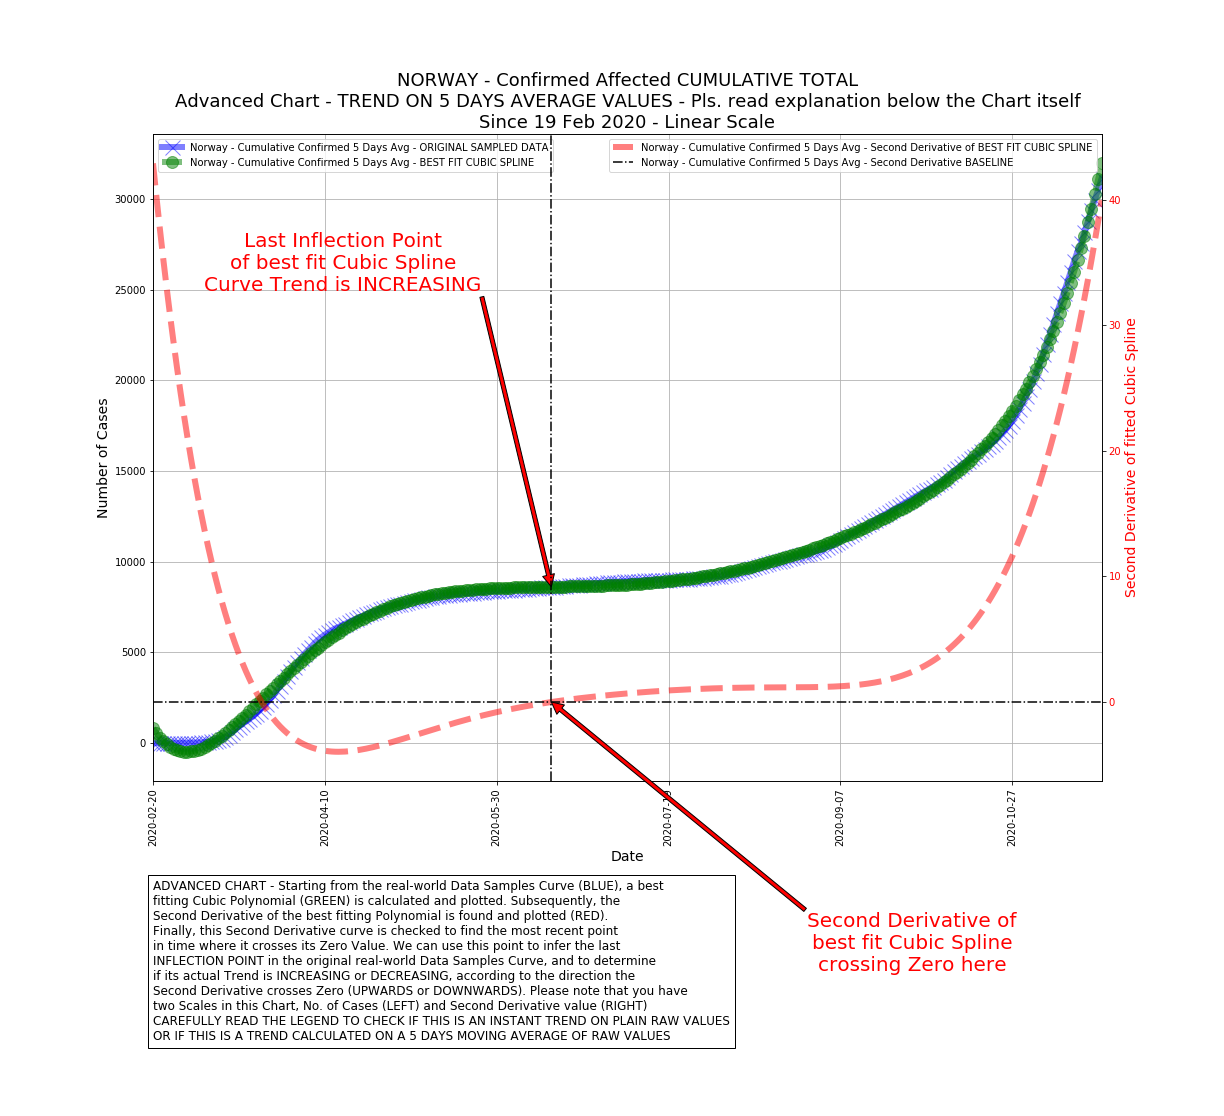 NORWAY - Confirmed Affected CUMULATIVE TOTAL
Advanced Chart - TREND ON 5 DAYS AVERAGE VALUES - Pls. read explanation below the Chart itself
Since 19 Feb 2020 - Linear Scale
Norway - Cumulative Confirmed 5 Days Avg - ORIGINAL SAMPLED DATA
Norway - Cumulative Confirmed 5 Days Avg - BEST FIT CUBIC SPLINE
Norway - Cumulative Confirmed 5 Days Avg - Second Derivative of BEST FIT CUBIC SPLINE
Norway - Cumulative Confirmed 5 Days Avg - Second Derivative BASELINE
Last Inflection Point
of best fit Cubic Spline
Curve Trend is INCREASING
Number of Cases
30000
25000
20000
15000
10000
5000
0
40
30
20
10
0
Second Derivative of fitted Cubic Spline
2020-02-20
2020-04-10
2020-05-30
2020-07-19
2020-09-07
2020-10-27
Date
Second Derivative of
best fit Cubic Spline
crossing Zero here
ADVANCED CHART - Starting from the real-world Data Samples Curve (BLUE), a best
fitting Cubic Polynomial (GREEN) is calculated and plotted. Subsequently, the
Second Derivative of the best fitting Polynomial is found and plotted (RED).
Finally, this Second Derivative curve is checked to find the most recent point
in time where it crosses its Zero Value. We can use this point to infer the last
INFLECTION POINT in the original real-world Data Samples Curve, and to determine
if its actual Trend is INCREASING or DECREASING, according to the direction the
Second Derivative crosses Zero (UPWARDS or DOWNWARDS). Please note that you have
two Scales in this Chart, No. of Cases (LEFT) and Second Derivative value (RIGHT)
CAREFULLY READ THE LEGEND TO CHECK IF THIS IS AN INSTANT TREND ON PLAIN RAW VALUES
OR IF THIS IS A TREND CALCULATED ON A 5 DAYS MOVING AVERAGE OF RAW VALUES